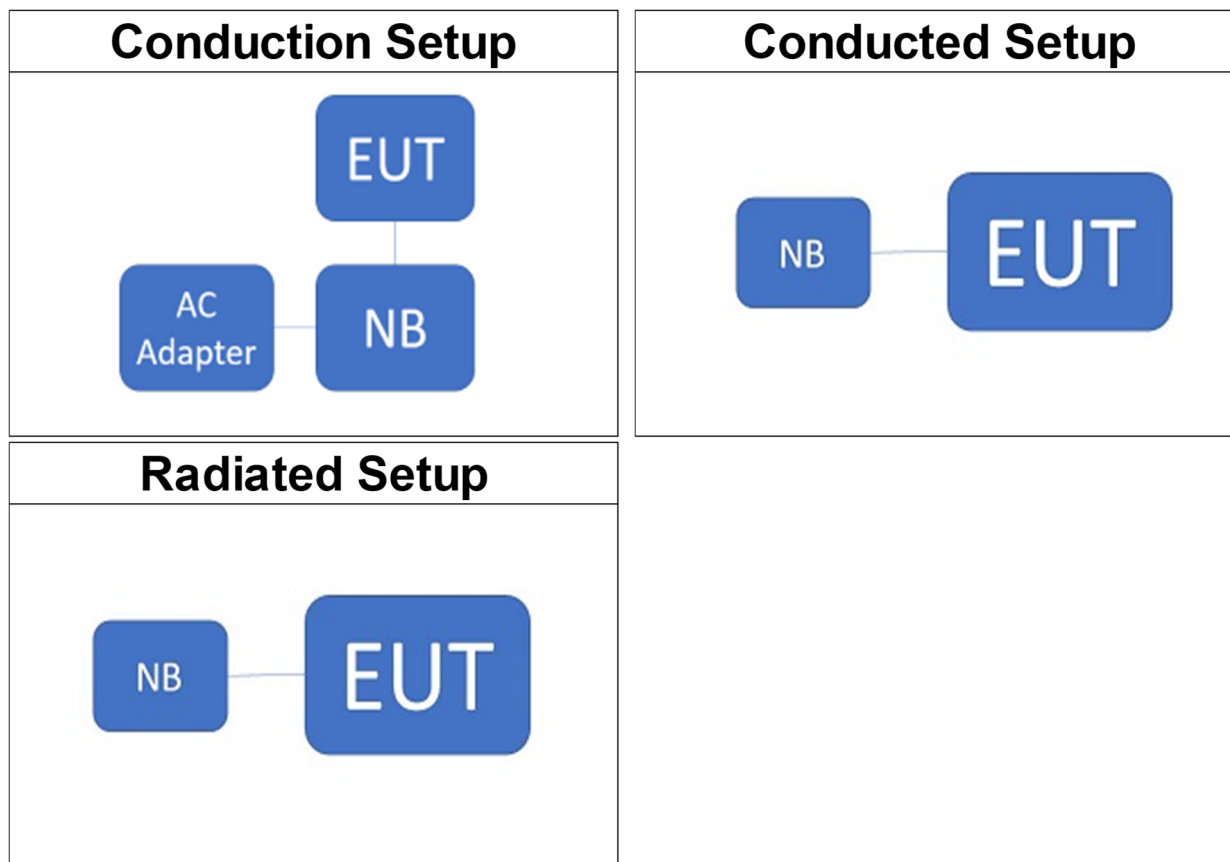 Conduction Setup
EUT
AC
Adapter
NB
Conducted Setup
NB
EUT
Radiated Setup
NB
EUT